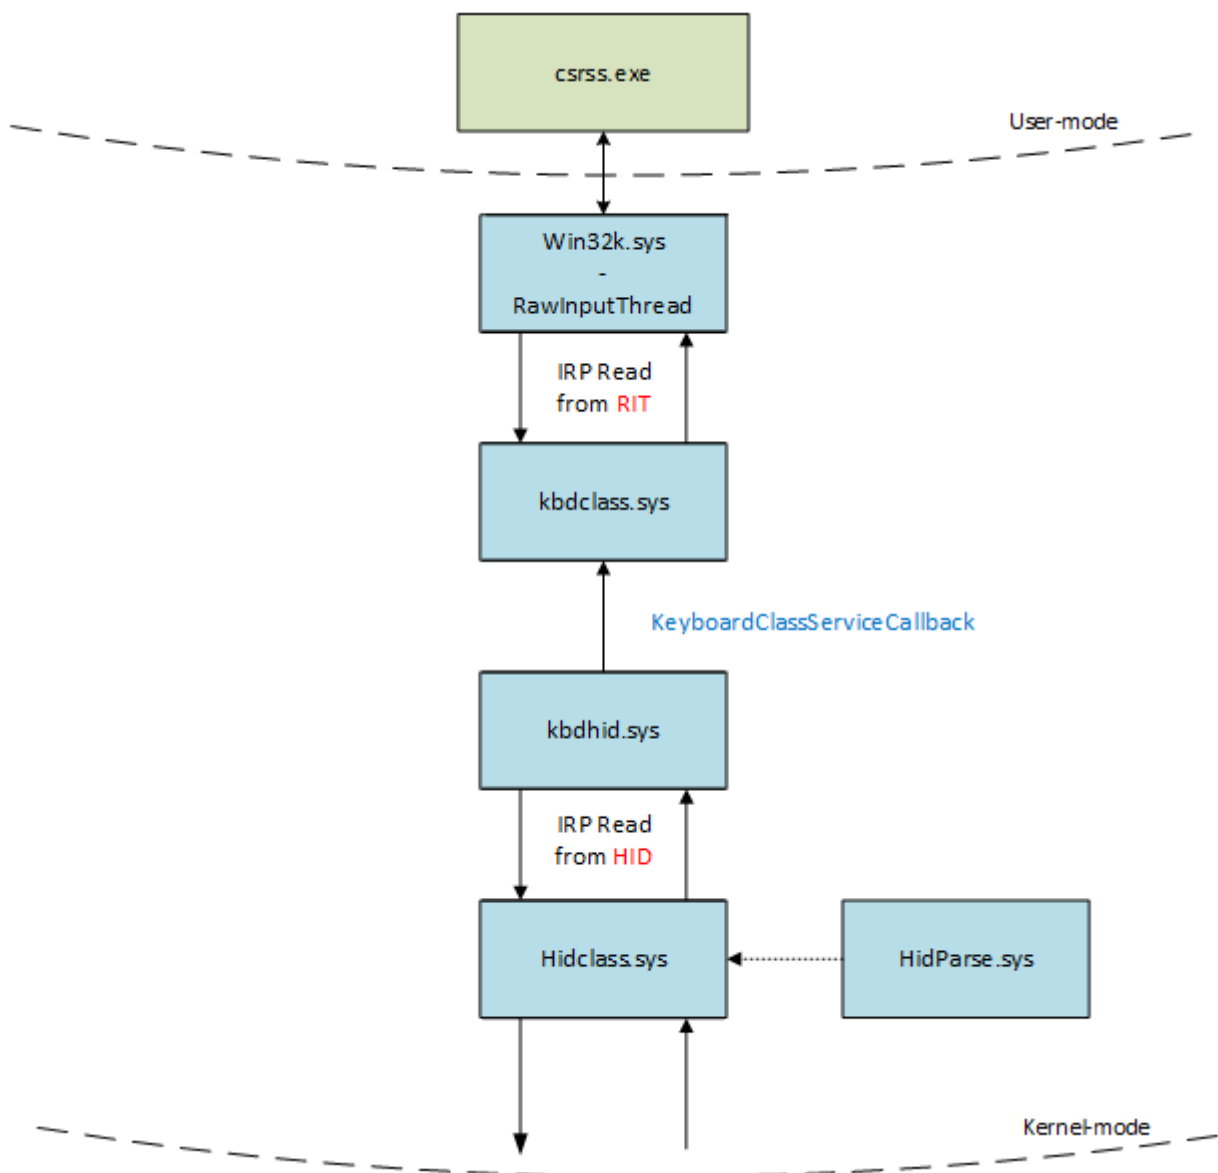 csrss.exe
User-mode
Win32k.sys
-
RawInputThread
IRP Read
from RIT
kbdclass.sys
KeyboardClassServiceCallback
kbdhid.sys
IRP Read
from HID
Hidclass.sys
HidParse.sys
Kernel-mode